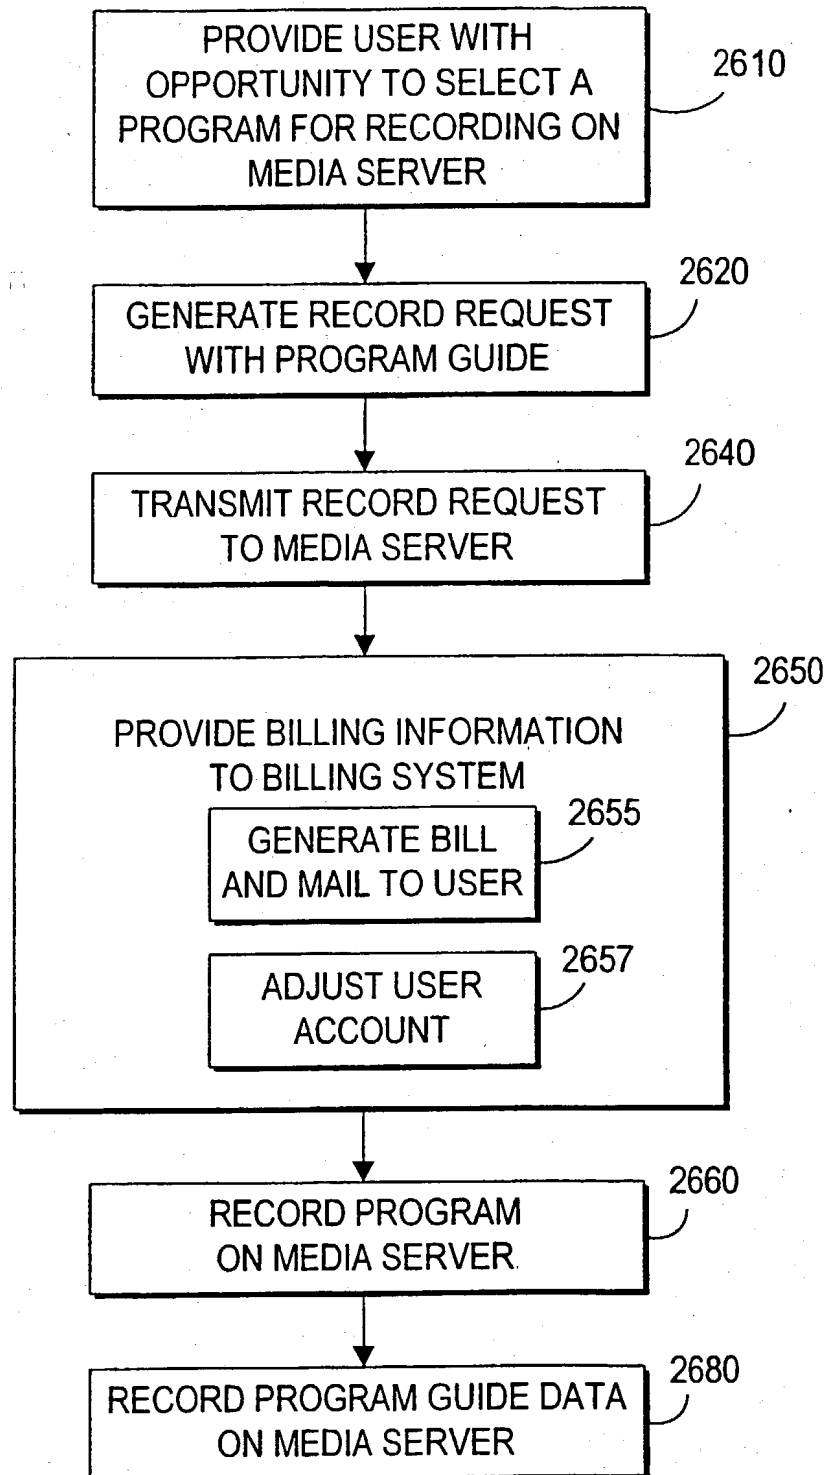 PROVIDE USER WITH
OPPORTUNITY TO SELECT A
PROGRAM FOR RECORDING ON
MEDIA SERVER
2610
GENERATE RECORD REQUEST
WITH PROGRAM GUIDE
2620
TRANSMIT RECORD REQUEST
TO MEDIA SERVER
2640
PROVIDE BILLING INFORMATION
TO BILLING SYSTEM
2650
GENERATE BILL
AND MAIL TO USER
2655
ADJUST USER
ACCOUNT
2657
RECORD PROGRAM
ON MEDIA SERVER
2660
RECORD PROGRAM GUIDE DATA
ON MEDIA SERVER
2680